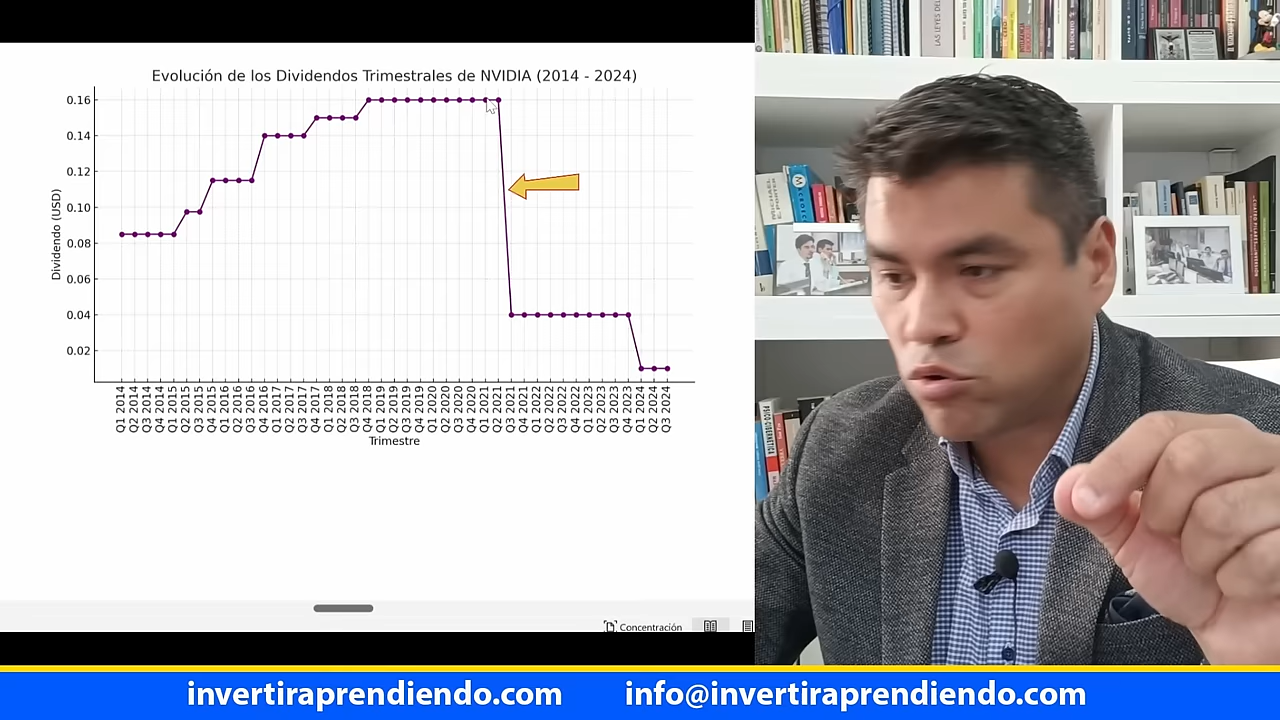 Evolución de los Dividendos Trimestrales de NVIDIA (2014 - 2024)
Dividendo (USD)
0.16
0.14
0.12
0.10
0.08
0.06
0.04
0.02
Q1 2014
Q2 2014
Q3 2014
Q4 2014
Q1 2015
Q2 2015
Q3 2015
Q4 2015
Q1 2016
Q2 2016
Q3 2016
Q4 2016
Q1 2017
Q2 2017
Q3 2017
Q4 2017
Q1 2018
Q2 2018
Q3 2018
Q4 2018
Q1 2019
Q2 2019
Q3 2019
Q4 2019
Q1 2020
Q2 2020
Q3 2020
Q4 2020
Q1 2021
Q2 2021
Q3 2021
Q4 2021
Q1 2022
Q2 2022
Q3 2022
Q4 2022
Q1 2023
Q2 2023
Q3 2023
Q4 2023
Q1 2024
Q2 2024
Q3 2024
Trimestre
Concentración
LAS LEYES DEL
MICHAEL E. PORTER
invertiraprendiendo.com
info@invertiraprendiendo.com